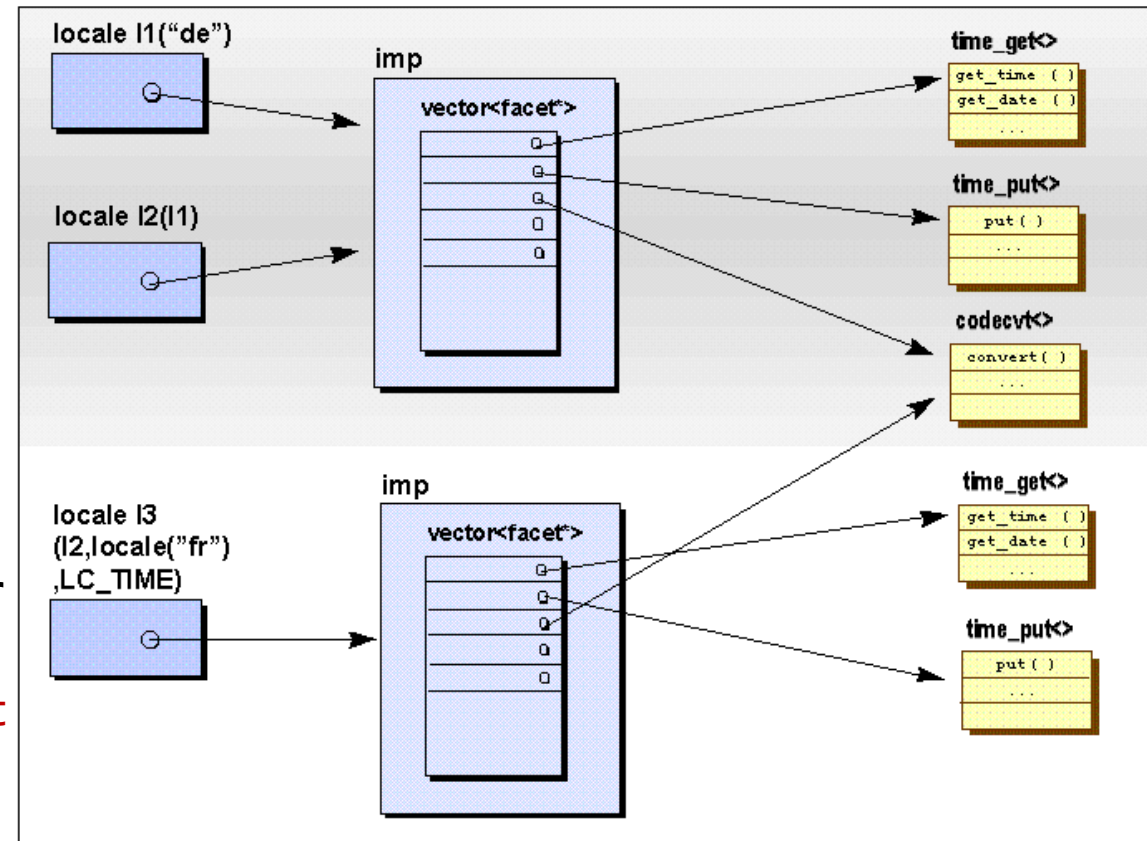 locale l1(“de”)
imp
vector<facet*>
time_get<>
get_time ( )
get_date ( )
...
locale l2(l1)
time_put<>
put( )
...
codecvt<>
convert( )
...
locale l3
(l2,locale(”fr”)
,LC_TIME)
imp
vector<facet*>
time_get<>
get_time ( )
get_date ( )
...
time_put<>
put( )
...